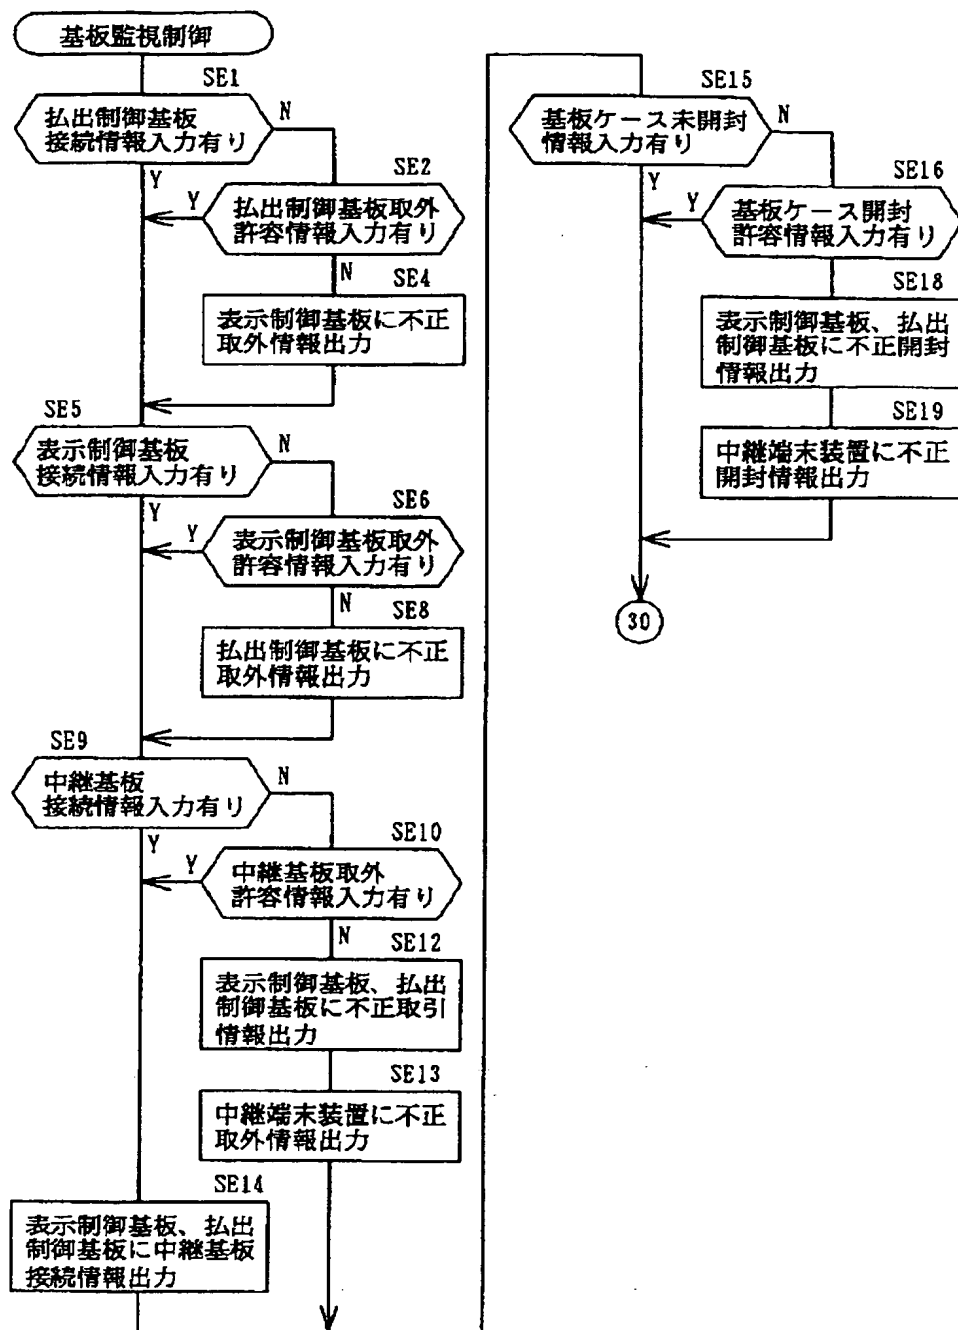 基板監視制御
SE1
払出制御基板
接続情報入力有り
N
Y
SE2
払出制御基板取外
許容情報入力有り
Y
N
SE4
表示制御基板に不正
取外情報出力
SE5
表示制御基板
接続情報入力有り
N
Y
SE6
表示制御基板取外
許容情報入力有り
Y
N
SE8
払出制御基板に不正
取外情報出力
SE9
中継基板
接続情報入力有り
N
Y
SE10
中継基板取外
許容情報入力有り
Y
N
SE12
表示制御基板、払出
制御基板に不正取引
情報出力
SE13
中継端末装置に不正
取外情報出力
SE14
表示制御基板、払出
制御基板に中継基板
接続情報出力
SE15
基板ケース未開封
情報入力有り
N
Y
SE16
基板ケース開封
許容情報入力有り
Y
SE18
表示制御基板、払出
制御基板に不正開封
情報出力
SE19
中継端末装置に不正
開封情報出力
30